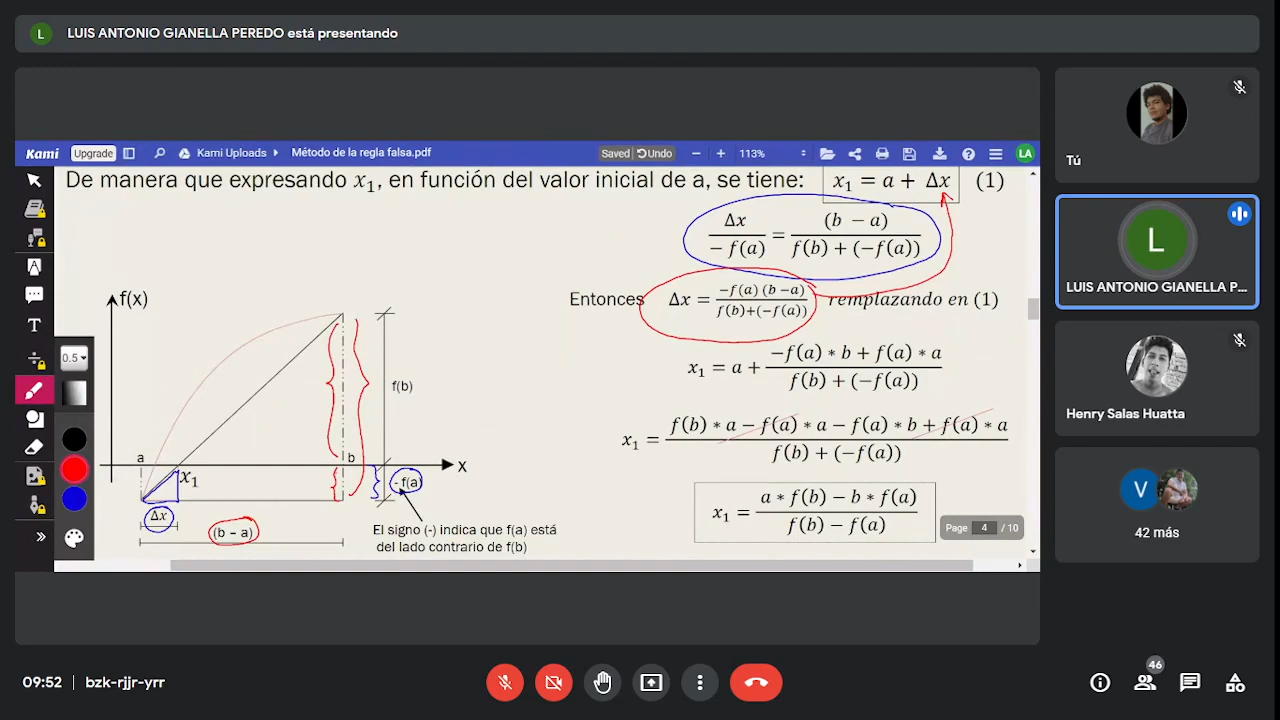 L LUIS ANTONIO GIANELLA PEREDO está presentando
Kami Upgrade Kami Uploads Método de la regla falsa.pdf Saved Undo − + 113% LA
De manera que expresando x₁, en función del valor inicial de a, se tiene: x₁ = a + Δx (1)
Δx / − f(a) = (b − a) / f(b) + (−f(a))
Entonces Δx = −f(a) (b −a) / f(b)+(−f(a)) remplazando en (1)
x₁ = a + −f(a) ∗ b + f(a) ∗ a / f(b) + (−f(a))
x₁ = f(b) ∗ a − f(a) ∗ a − f(a) ∗ b + f(a) ∗ a / f(b) + (−f(a))
x₁ = a ∗ f(b) − b ∗ f(a) / f(b) − f(a)
f(x)
f(b)
a
b
x
x₁
- f(a
Δx
(b – a)
El signo (-) indica que f(a) está
del lado contrario de f(b)
T
0.5
Page 4 / 10
Tú
L
LUIS ANTONIO GIANELLA P...
Henry Salas Huatta
V
42 más
09:52 | bzk-rjjr-yrr
46